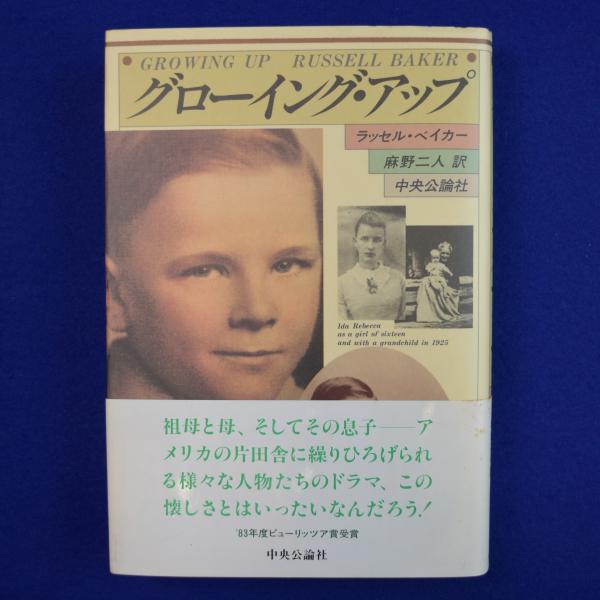 GROWING UP RUSSELL BAKER
グローイング・アップ
ラッセル・ベイカー
麻野二人 訳
中央公論社
Ida Rebecca
as a girl of sixteen
and with a grandchild in 1925
祖母と母、そしてその息子──ア
メリカの片田舎に繰りひろげられ
る様々な人物たちのドラマ、この
懐しさとはいったいなんだろう!
'83年度ピューリッツア賞受賞
中央公論社